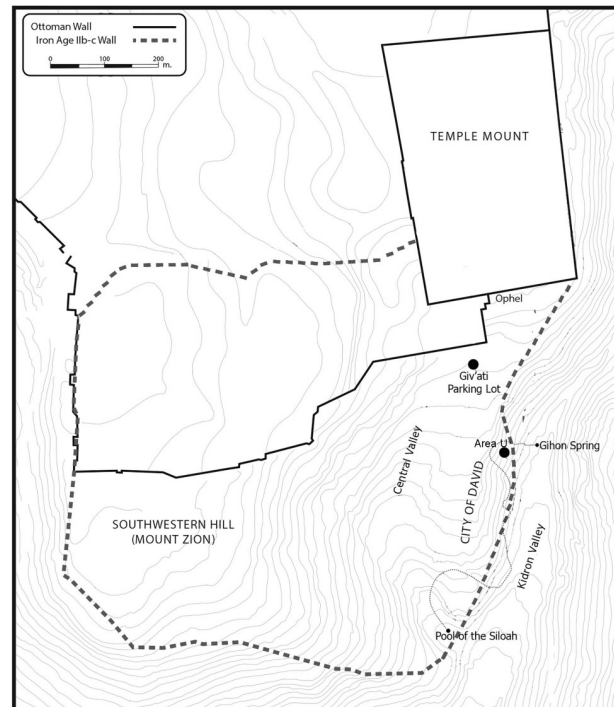 Ottoman Wall
Iron Age IIb-c Wall
0 100 200
m.
TEMPLE MOUNT
Ophel
Giv'ati
Parking Lot
Area U
Gihon Spring
Central Valley
CITY OF DAVID
Kidron Valley
SOUTHWESTERN HILL
(MOUNT ZION)
Pool of the Siloah